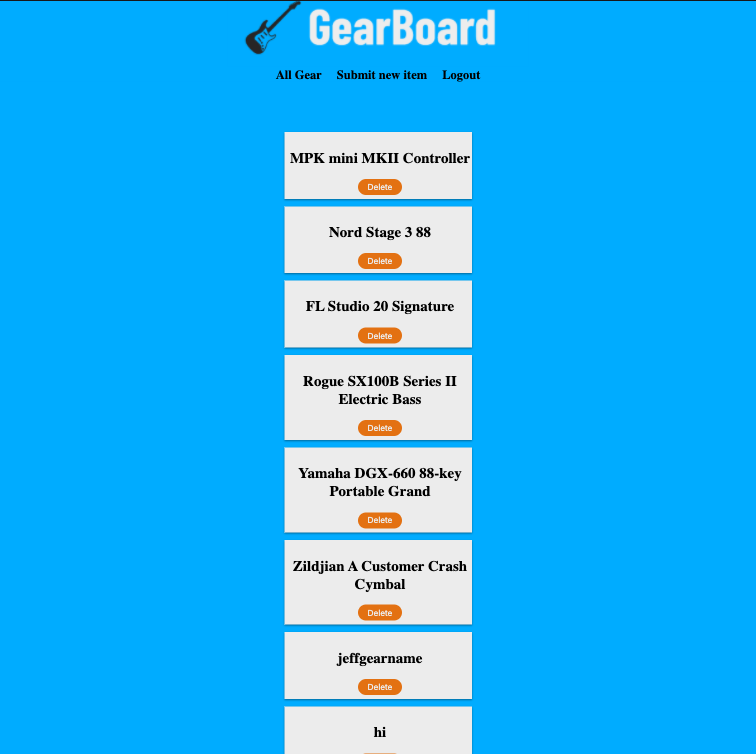 GearBoard
All Gear Submit new item Logout
MPK mini MKII Controller
Delete
Nord Stage 3 88
Delete
FL Studio 20 Signature
Delete
Rogue SX100B Series II
Electric Bass
Delete
Yamaha DGX-660 88-key
Portable Grand
Delete
Zildjian A Customer Crash
Cymbal
Delete
jeffgearname
Delete
hi